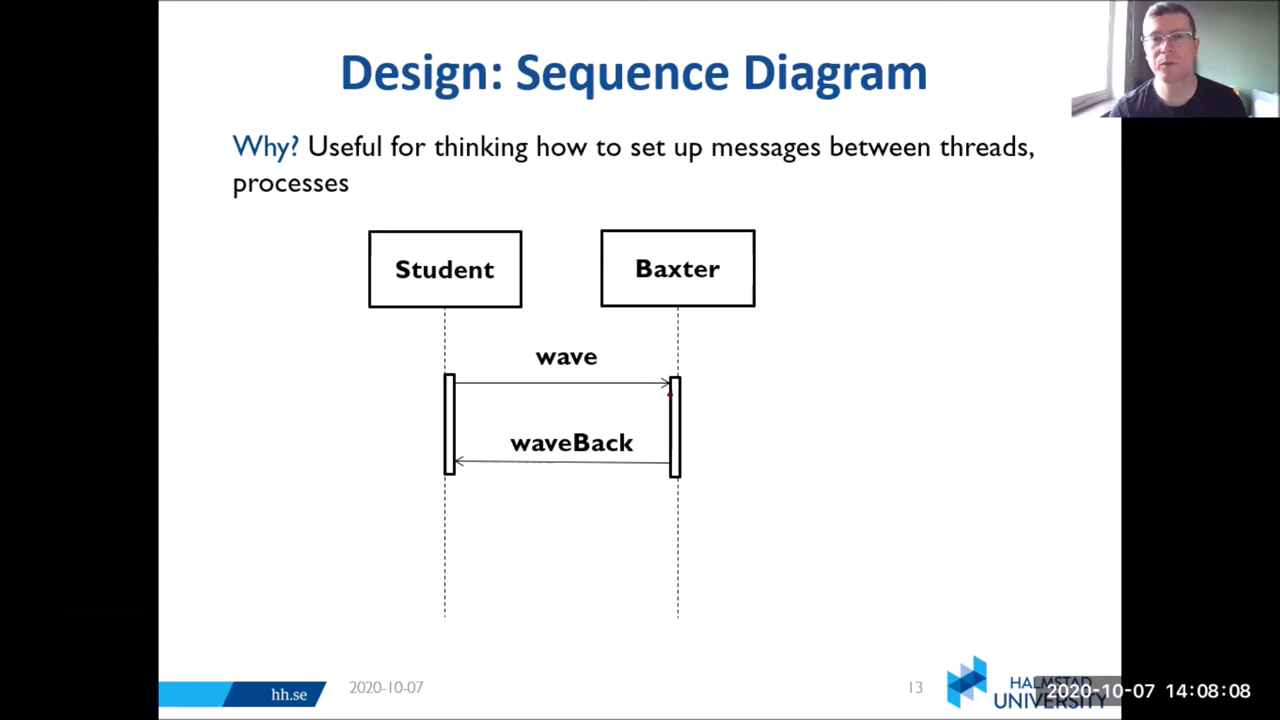 Design: Sequence Diagram
Why? Useful for thinking how to set up messages between threads,
processes
Student
Baxter
wave
waveBack
hh.se
2020-10-07
13
HALMSTAD
UNIVERSITY
2020-10-07 14:08:08